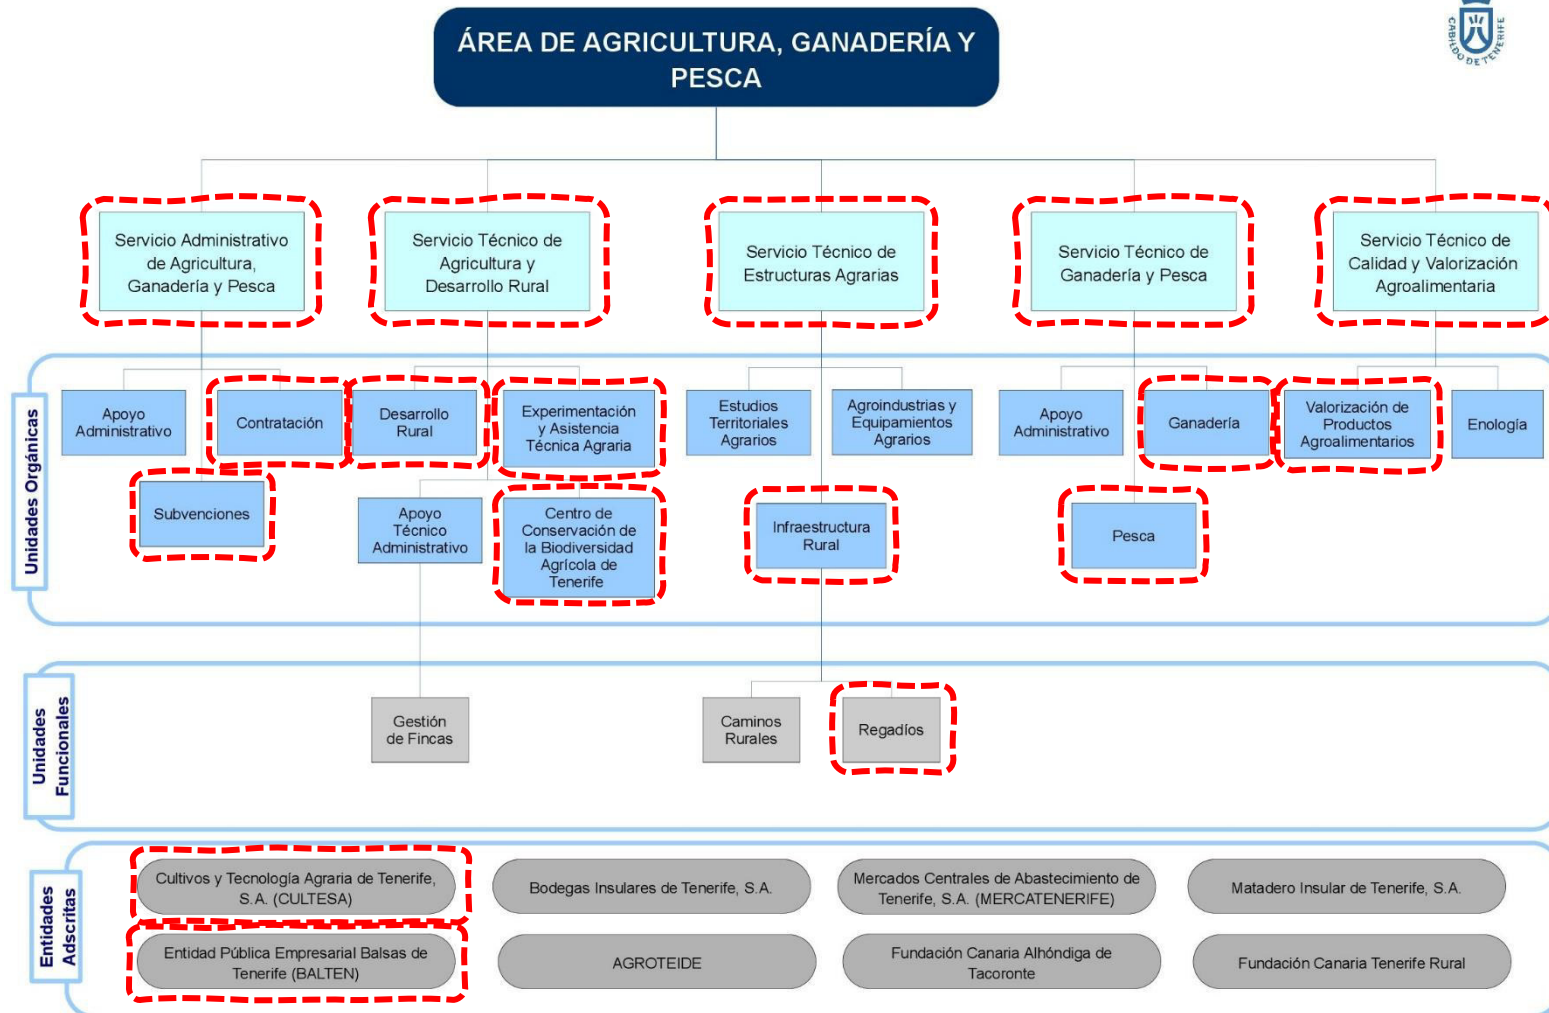 ÁREA DE AGRICULTURA, GANADERÍA Y
PESCA
CABILDO DE TENERIFE
Servicio Administrativo
de Agricultura,
Ganadería y Pesca
Servicio Técnico de
Agricultura y
Desarrollo Rural
Servicio Técnico de
Estructuras Agrarias
Servicio Técnico de
Ganadería y Pesca
Servicio Técnico de
Calidad y Valorización
Agroalimentaria
Unidades Orgánicas
Apoyo
Administrativo
Contratación
Desarrollo
Rural
Experimentación
y Asistencia
Técnica Agraria
Estudios
Territoriales
Agrarios
Agroindustrias y
Equipamientos
Agrarios
Apoyo
Administrativo
Ganadería
Valorización de
Productos
Agroalimentarios
Enología
Subvenciones
Apoyo
Técnico
Administrativo
Centro de
Conservación de
la Biodiversidad
Agrícola de
Tenerife
Infraestructura
Rural
Pesca
Unidades
Funcionales
Gestión
de Fincas
Caminos
Rurales
Regadíos
Entidades
Adscritas
Cultivos y Tecnología Agraria de Tenerife,
S.A. (CULTESA)
Bodegas Insulares de Tenerife, S.A.
Mercados Centrales de Abastecimiento de
Tenerife, S.A. (MERCATENERIFE)
Matadero Insular de Tenerife, S.A.
Entidad Pública Empresarial Balsas de
Tenerife (BALTEN)
AGROTEIDE
Fundación Canaria Alhóndiga de
Tacoronte
Fundación Canaria Tenerife Rural